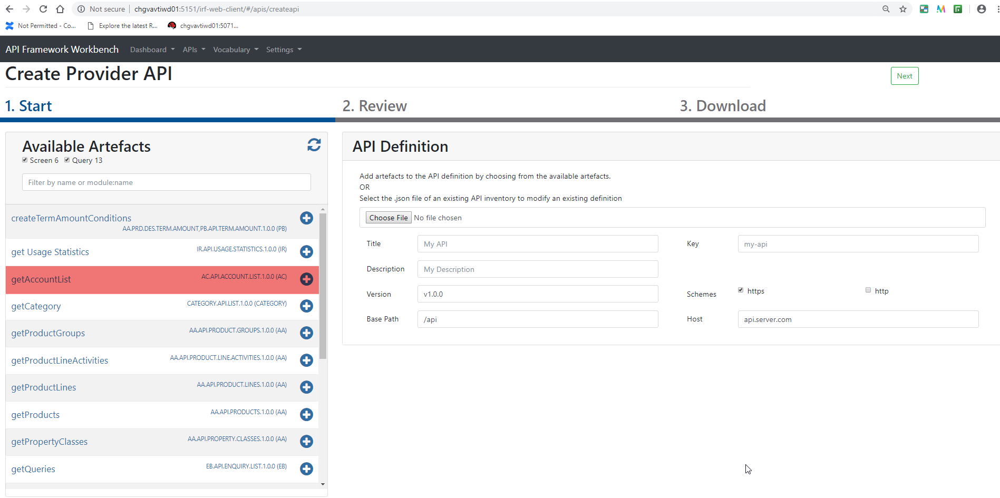 Not secure | chgvavtiwd01:5151/irf-web-client/#/apis/createapi
Not Permitted - Co... Explore the latest R... chgvavtiwd01:5071...
API Framework Workbench Dashboard APIs Vocabulary Settings
Create Provider API
Next
1. Start 2. Review 3. Download
Available Artefacts
Screen 6 Query 13
Filter by name or module:name
createTermAmountConditions
AA.PRD.DES.TERM.AMOUNT,PB.API.TERM.AMOUNT.1.0.0 (PB)
get Usage Statistics IR.API.USAGE.STATISTICS.1.0.0 (IR)
getAccountList AC.API.ACCOUNT.LIST.1.0.0 (AC)
getCategory CATEGORY.API.LIST.1.0.0 (CATEGORY)
getProductGroups AA.API.PRODUCT.GROUPS.1.0.0 (AA)
getProductLineActivities AA.API.PRODUCT.LINE.ACTIVITIES.1.0.0 (AA)
getProductLines AA.API.PRODUCT.LINES.1.0.0 (AA)
getProducts AA.API.PRODUCTS.1.0.0 (AA)
getPropertyClasses AA.API.PROPERTY.CLASSES.1.0.0 (AA)
getQueries EB.API.ENQUIRY.LIST.1.0.0 (EB)
API Definition
Add artefacts to the API definition by choosing from the available artefacts.
OR
Select the .json file of an existing API inventory to modify an existing definition
Choose File No file chosen
Title My API Key my-api
Description My Description
Version v1.0.0 Schemes https http
Base Path /api Host api.server.com